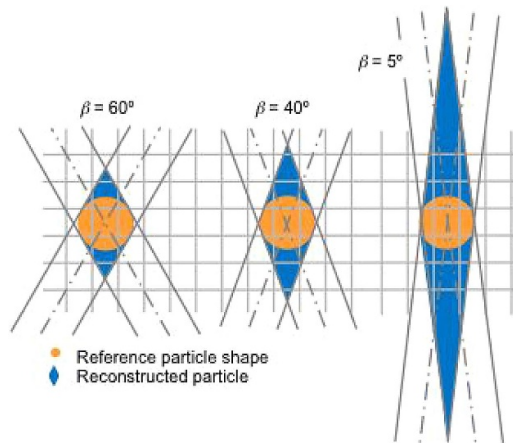 β = 5º
β = 60º
β = 40º
Reference particle shape
Reconstructed particle